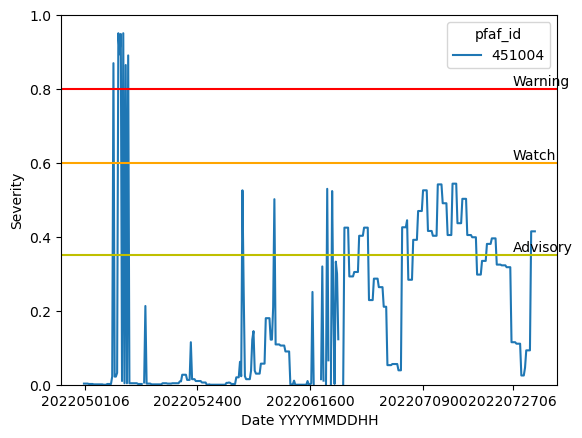 pfaf_id
451004
1.0
0.8
0.6
0.4
0.2
0.0
Severity
Warning
Watch
Advisory
2022050106
2022052400
2022061600
2022070900
2022072706
Date YYYYMMDDHH